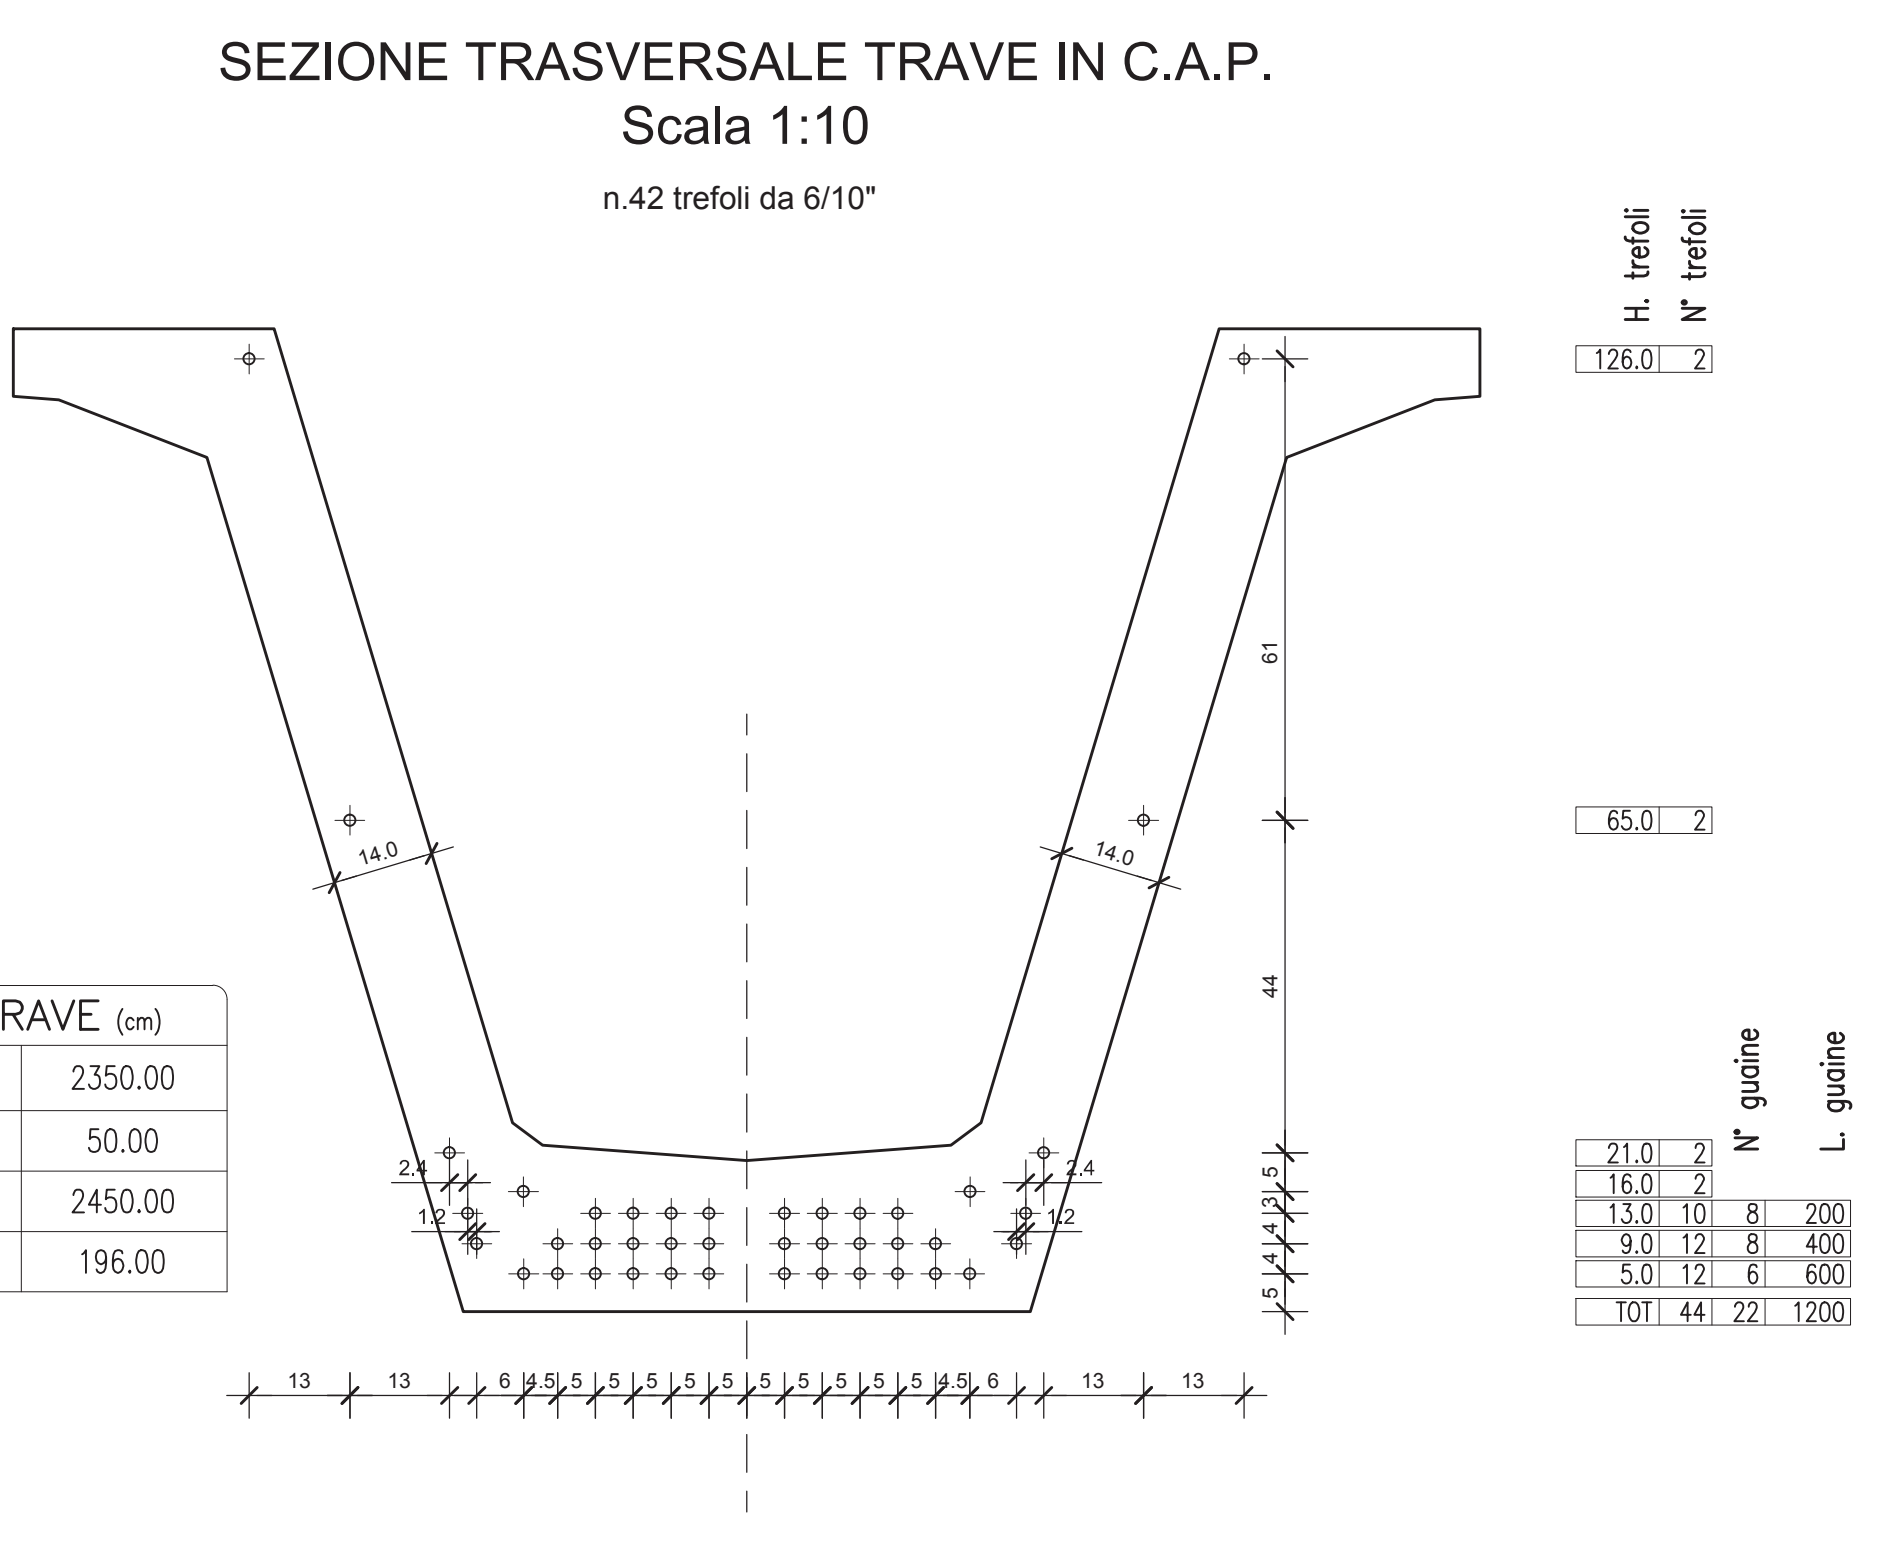 SEZIONE TRASVERSALE TRAVE IN C.A.P.
Scala 1:10
n.42 trefoli da 6/10"
H. trefoli
N° trefoli
126.0 2
61
65.0 2
14.0 14.0
44
RAVE (cm)
2350.00
50.00
2450.00
196.00
N° guaine
L. guaine
2.4 2.4
1.2 1.2
5
3
4
4
5
21.0 2
16.0 2
13.0 10 8 200
9.0 12 8 400
5.0 12 6 600
TOT 44 22 1200
13 13 6 4.5 5 5 5 5 5 5 5 5 5 5 4.5 6 13 13